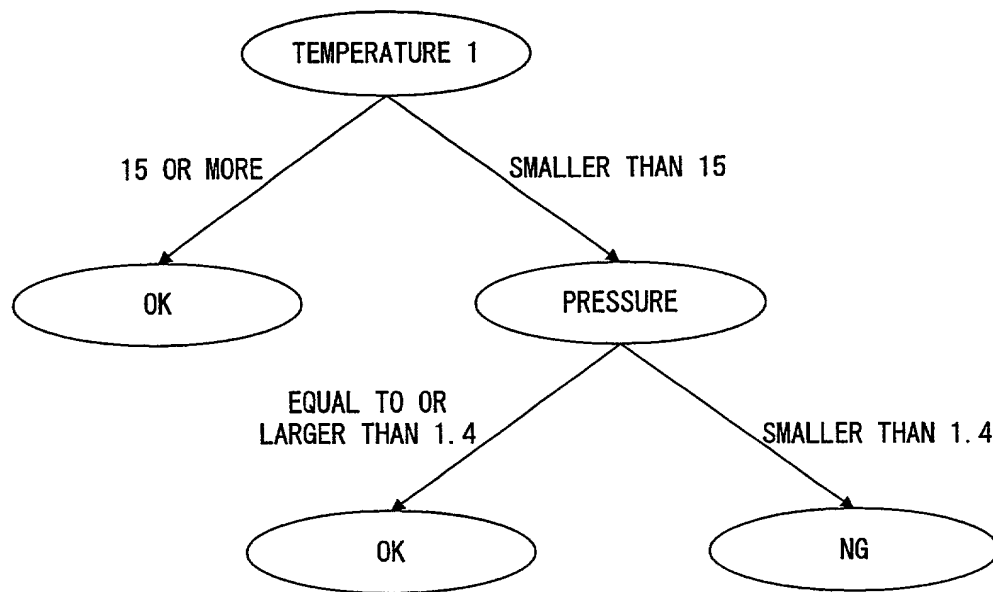 TEMPERATURE 1
15 OR MORE
SMALLER THAN 15
OK
PRESSURE
EQUAL TO OR
LARGER THAN 1.4
SMALLER THAN 1.4
OK
NG